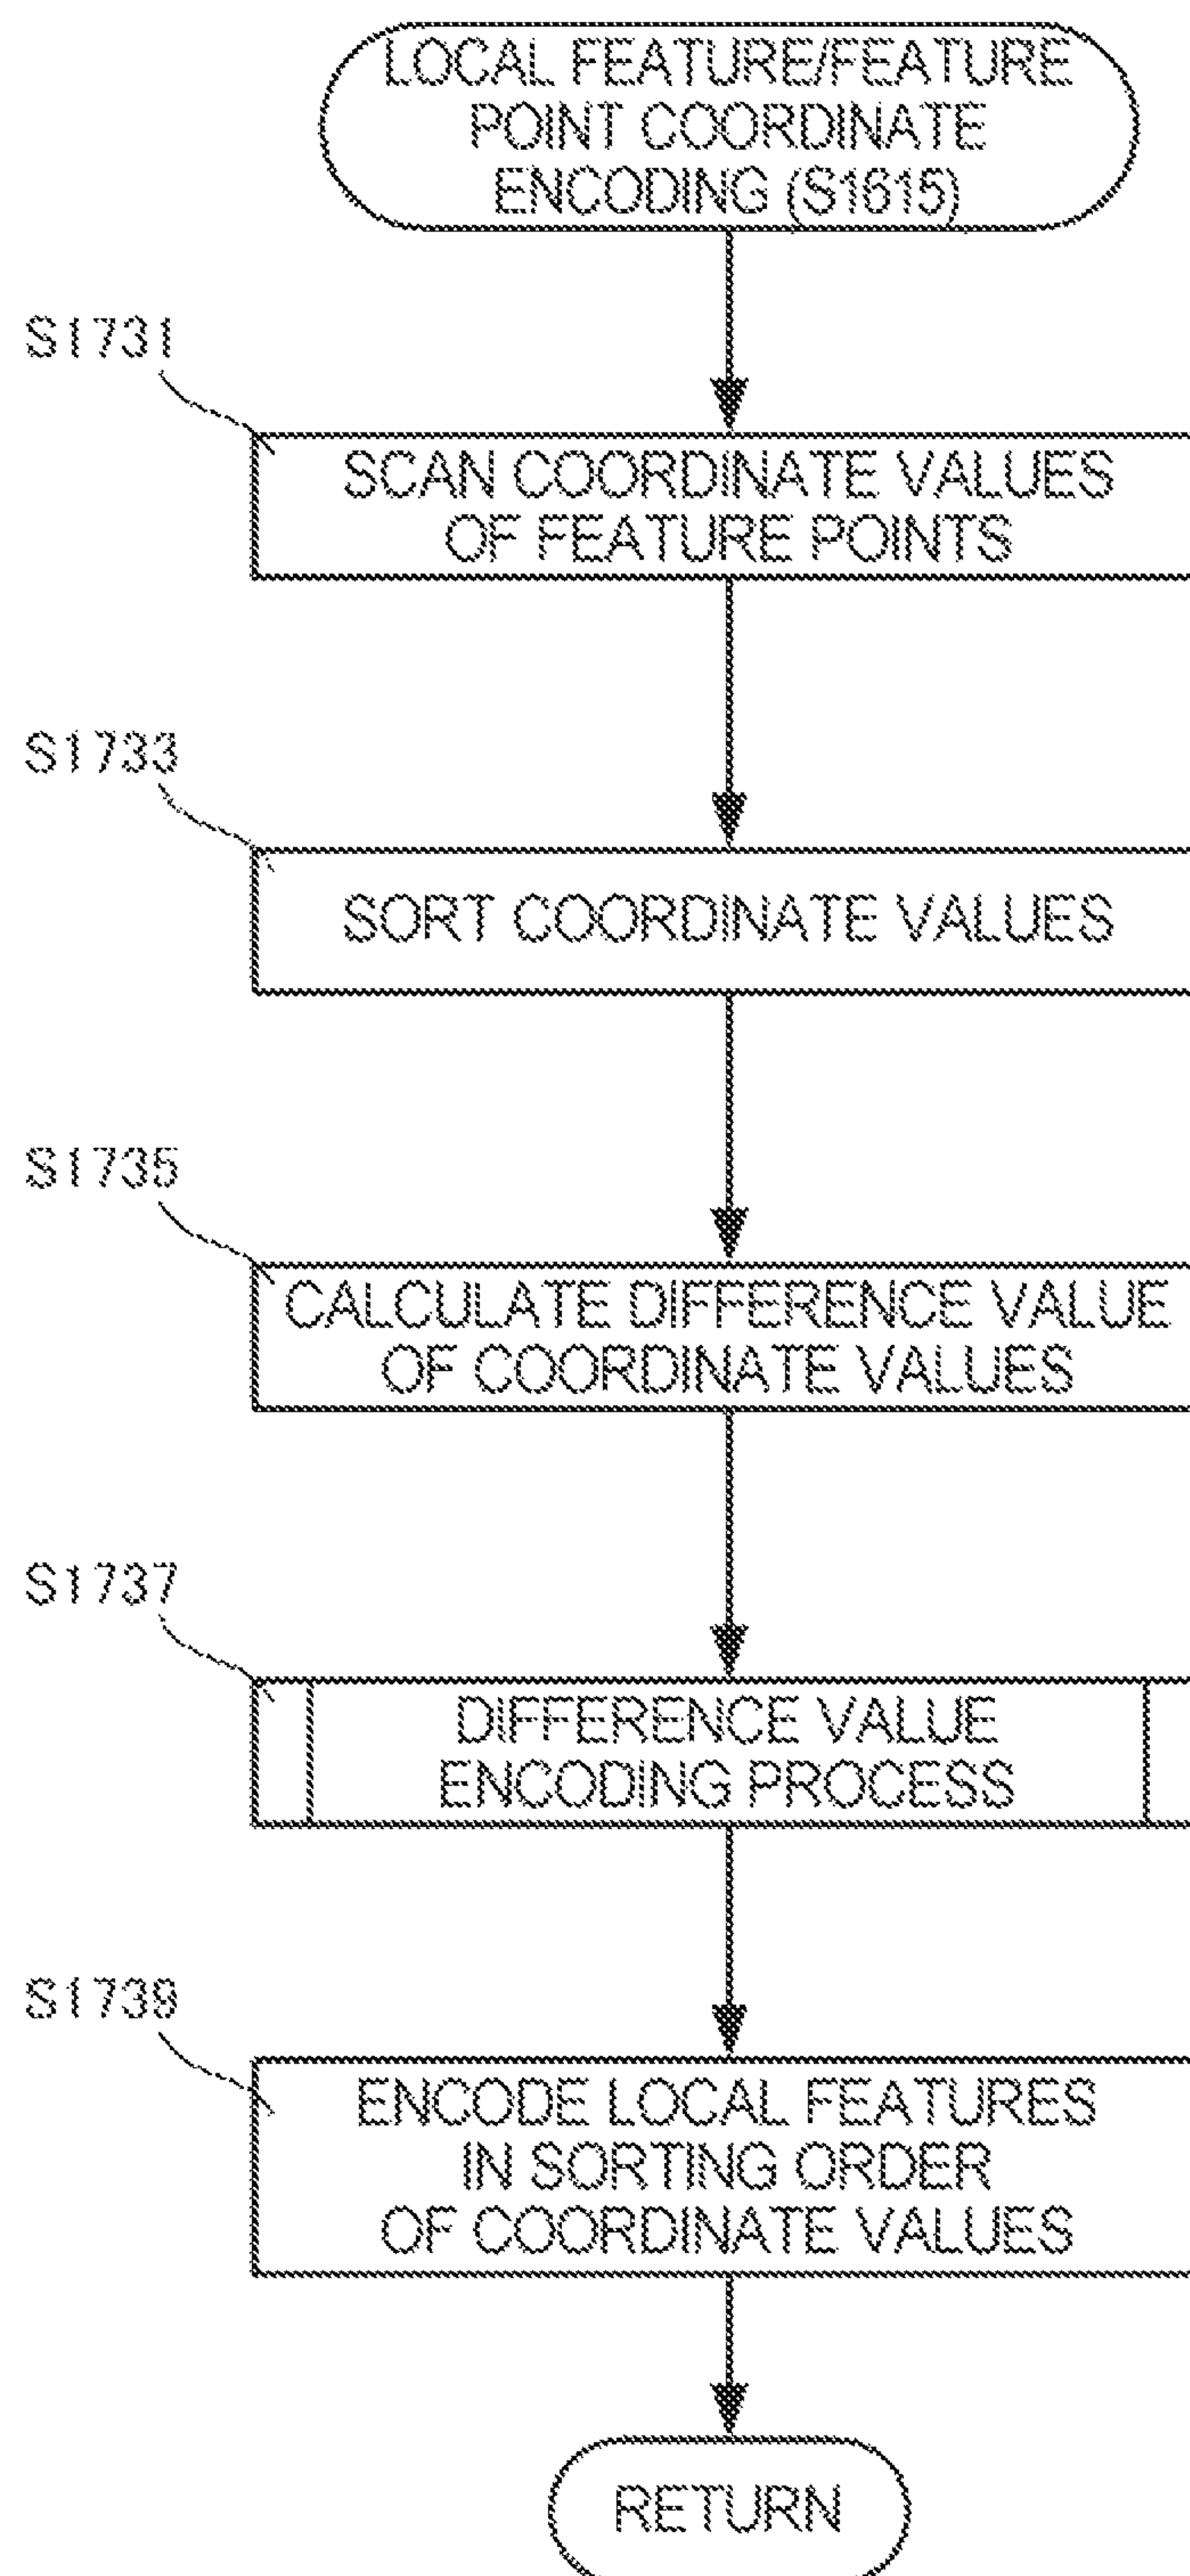 LOCAL FEATURE/FEATURE
POINT COORDINATE
ENCODING (S1615)
S1731
SCAN COORDINATE VALUES
OF FEATURE POINTS
S1733
SORT COORDINATE VALUES
S1735
CALCULATE DIFFERENCE VALUE
OF COORDINATE VALUES
S1737
DIFFERENCE VALUE
ENCODING PROCESS
S1739
ENCODE LOCAL FEATURES
IN SORTING ORDER
OF COORDINATE VALUES
RETURN